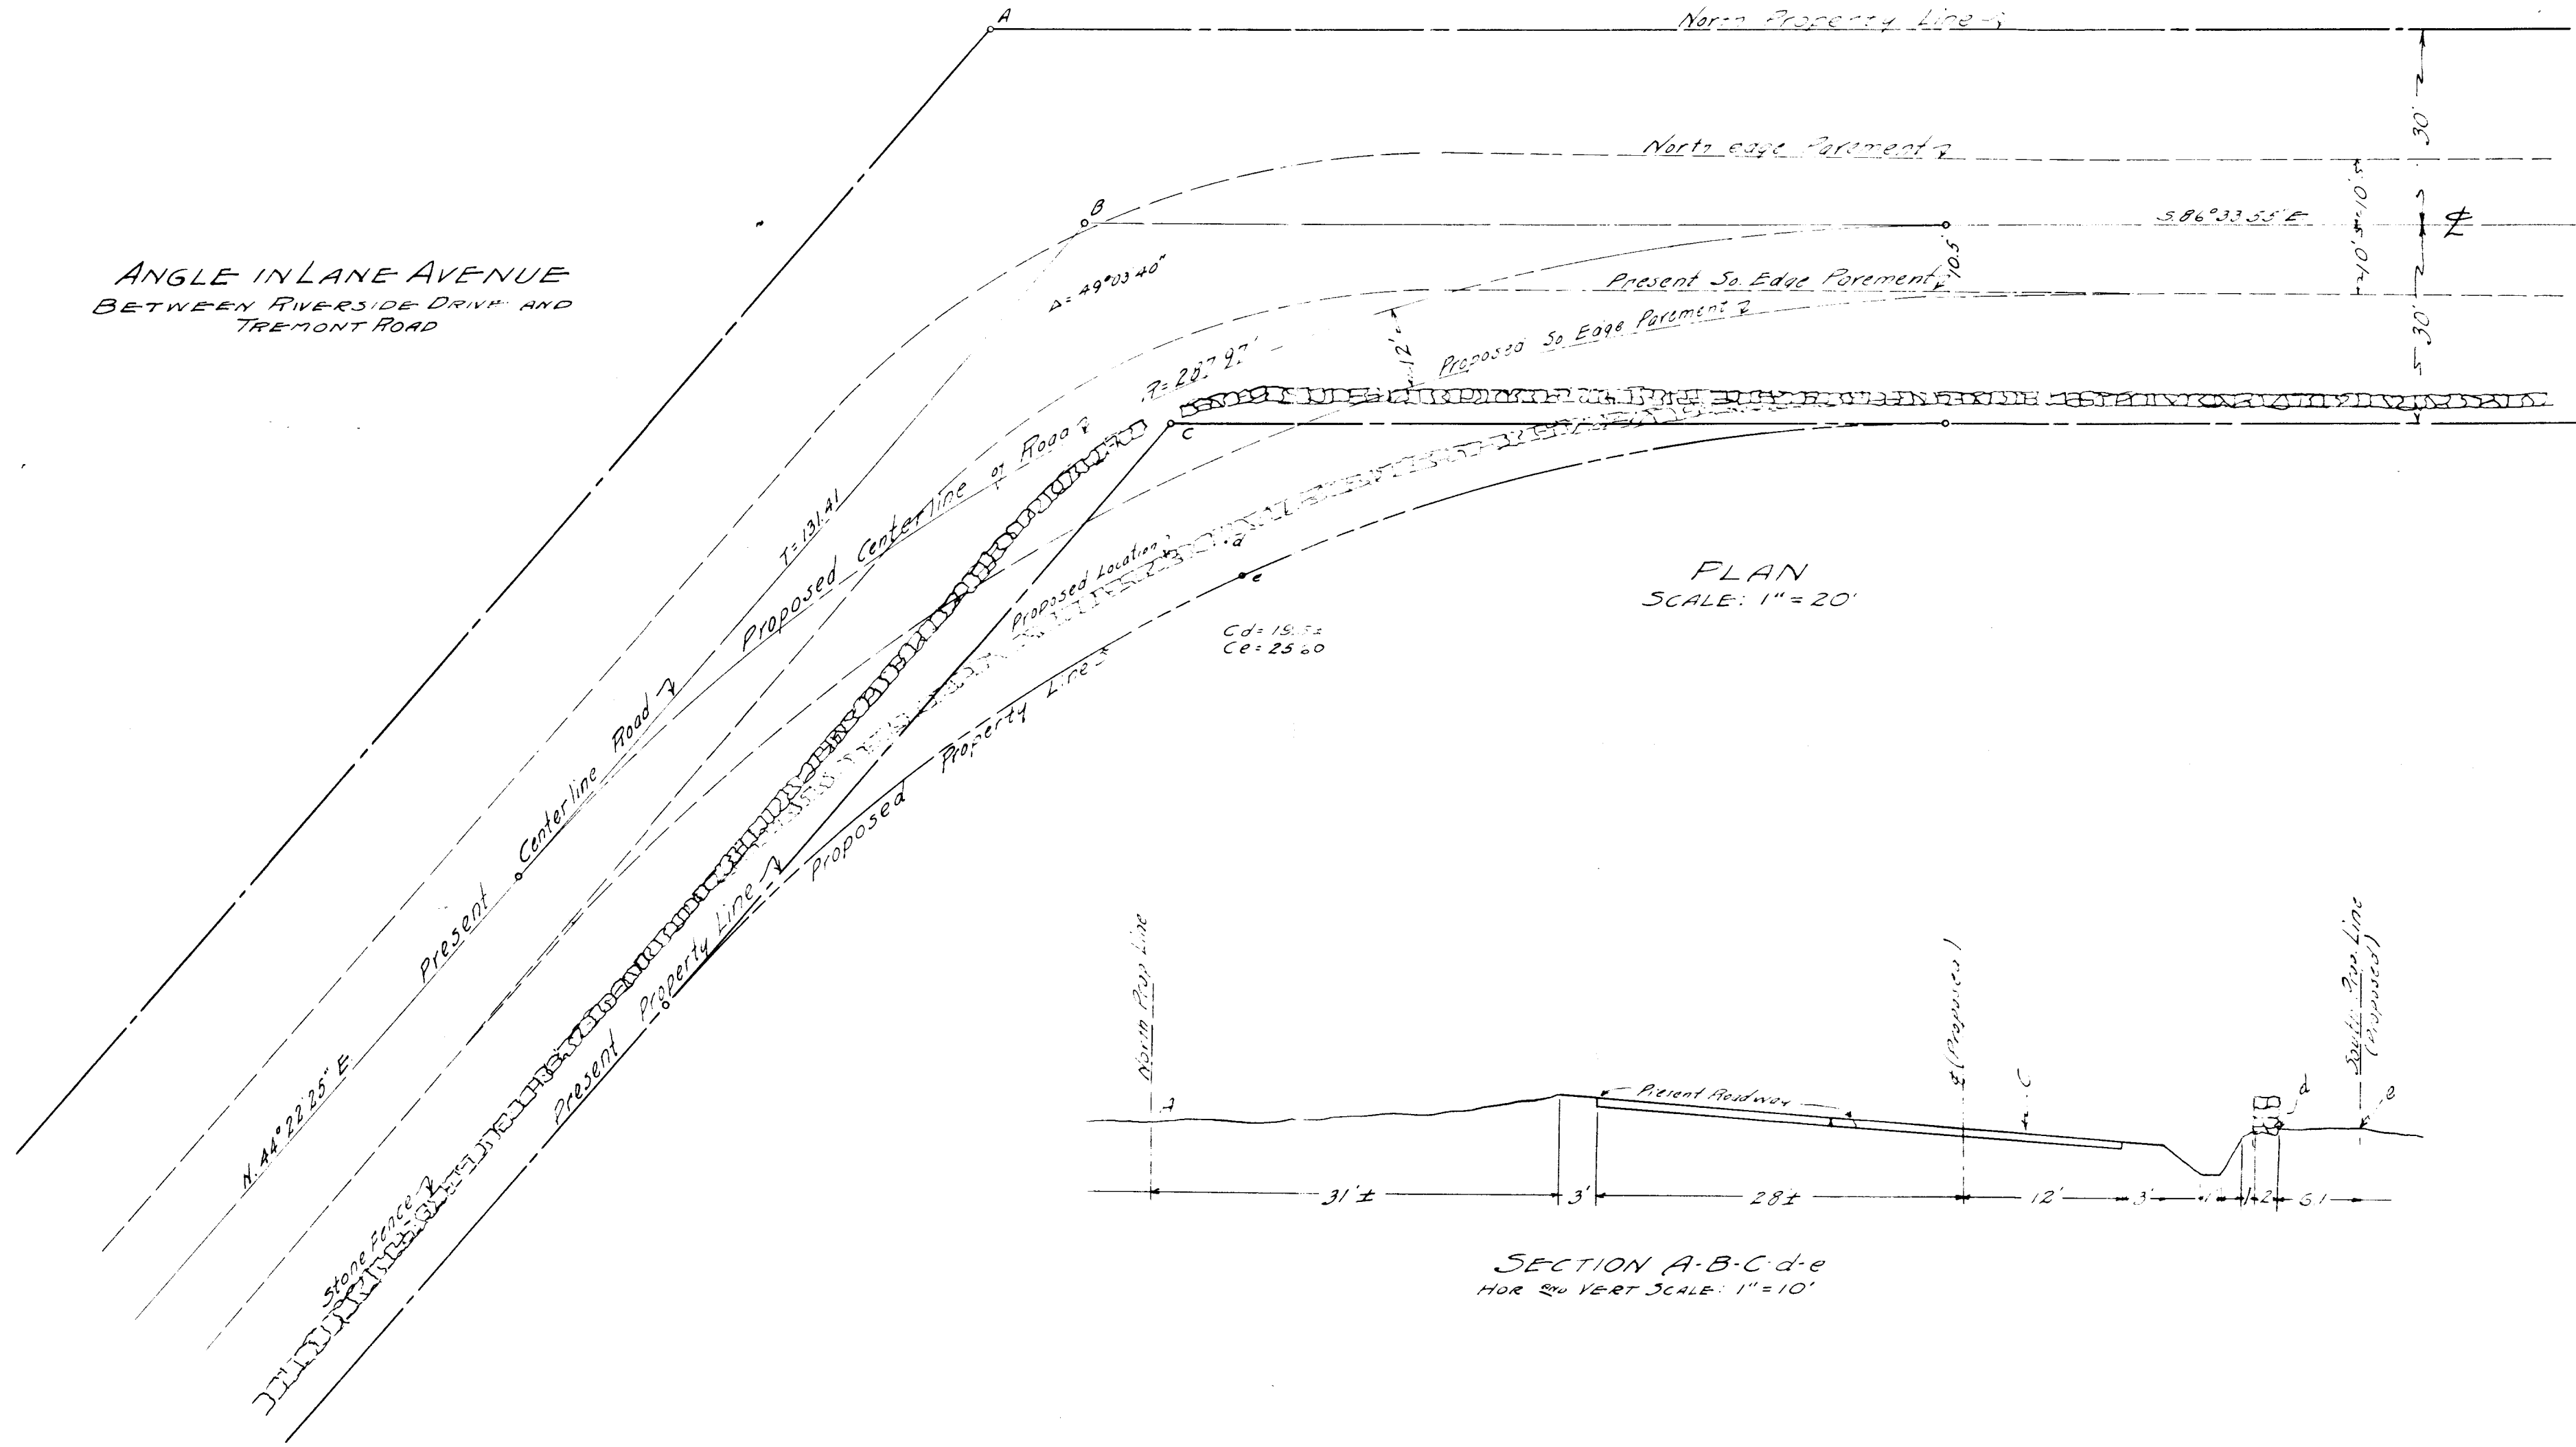 A
North Property Line
30'
North edge Pavement
B
10.5'
S.86°33'55"E
℄
ANGLE IN LANE AVENUE
BETWEEN RIVERSIDE DRIVE AND
TREMONT ROAD
Δ= 49°03'40"
10.5'
10.5'
Present So. Edge Pavement
Proposed So Edge Pavement
12'
30'
R= 287.97'
C
T= 131.41
Proposed Centerline of Road
Proposed Location
d
e
PLAN
SCALE: 1"=20'
Cd=
Ce= 25.60
Present Centerline Road
Proposed Property Line
Present Property Line
N. 44°22'25" E
Stone Fence
North Prop Line
℄ (Proposed)
South Prop. Line
(Proposed)
A
Present Roadway
C
d
e
31'±
3'
28±
12'
3'
1
2
6.1
SECTION A-B-C-d-e
HOR AND VERT SCALE: 1"=10'